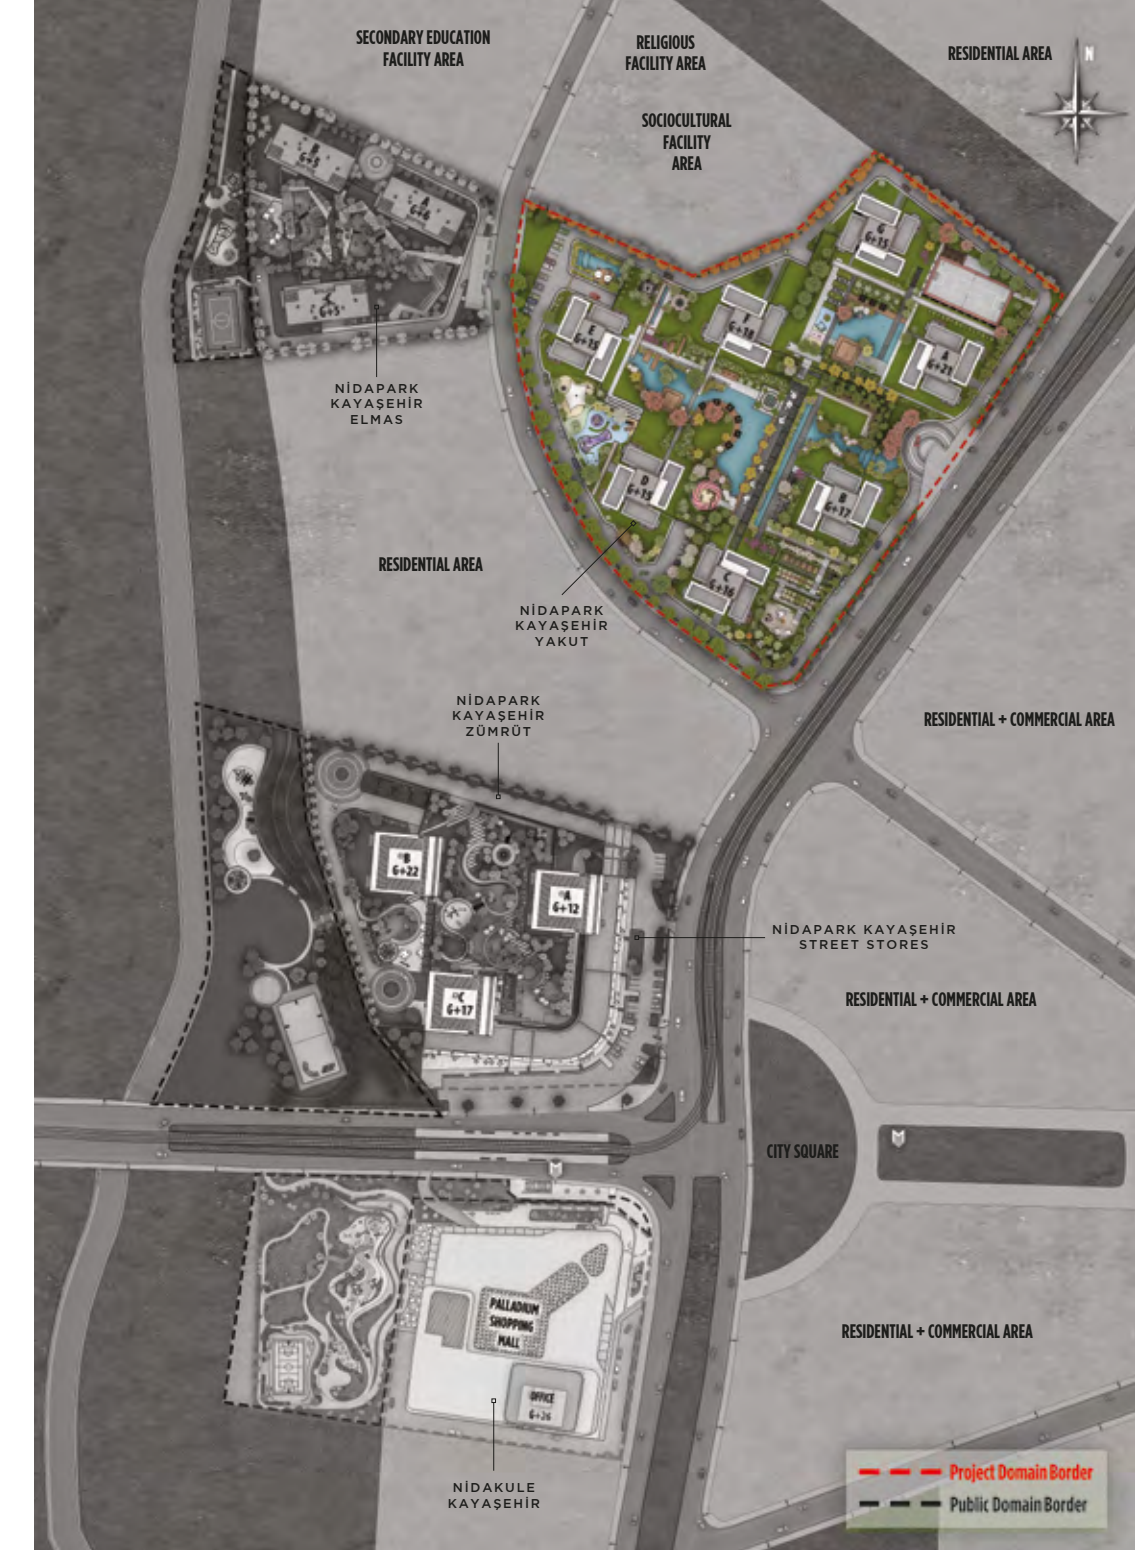 SECONDARY EDUCATION
FACILITY AREA
RELIGIOUS
FACILITY AREA
SOCIOCULTURAL
FACILITY
AREA
RESIDENTIAL AREA
N
B
G+5
A
G+6
G+5
NİDAPARK
KAYAŞEHİR
ELMAS
G
G+15
F
G+18
E
G+15
A
G+21
D
G+15
B
G+17
C
G+16
RESIDENTIAL AREA
NİDAPARK
KAYAŞEHİR
YAKUT
NİDAPARK
KAYAŞEHİR
ZÜMRÜT
RESIDENTIAL + COMMERCIAL AREA
B
G+22
A
G+12
C
G+17
NİDAPARK KAYAŞEHİR
STREET STORES
RESIDENTIAL + COMMERCIAL AREA
CITY SQUARE
M
M
PALLADIUM
SHOPPING
MALL
OFFICE
G+36
RESIDENTIAL + COMMERCIAL AREA
NİDAKULE
KAYAŞEHİR
Project Domain Border
Public Domain Border